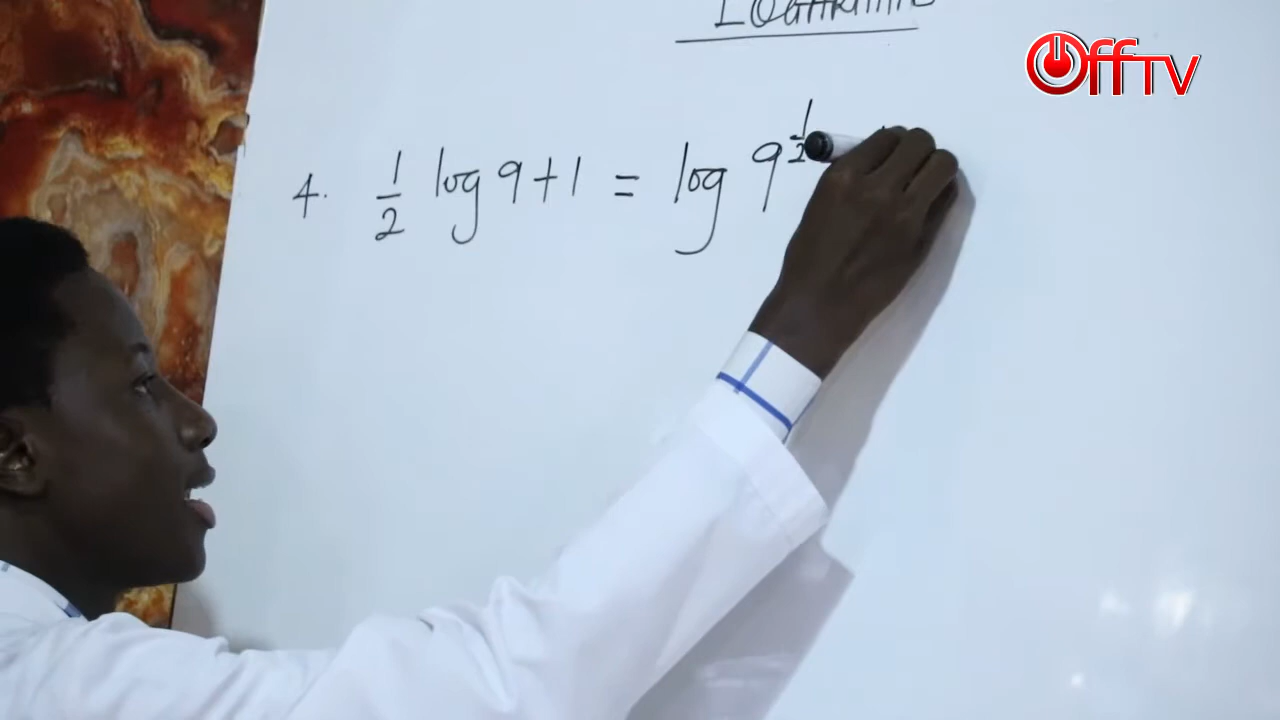 OffTV
4. 1/2 log 9 + 1 = log 9^1/2